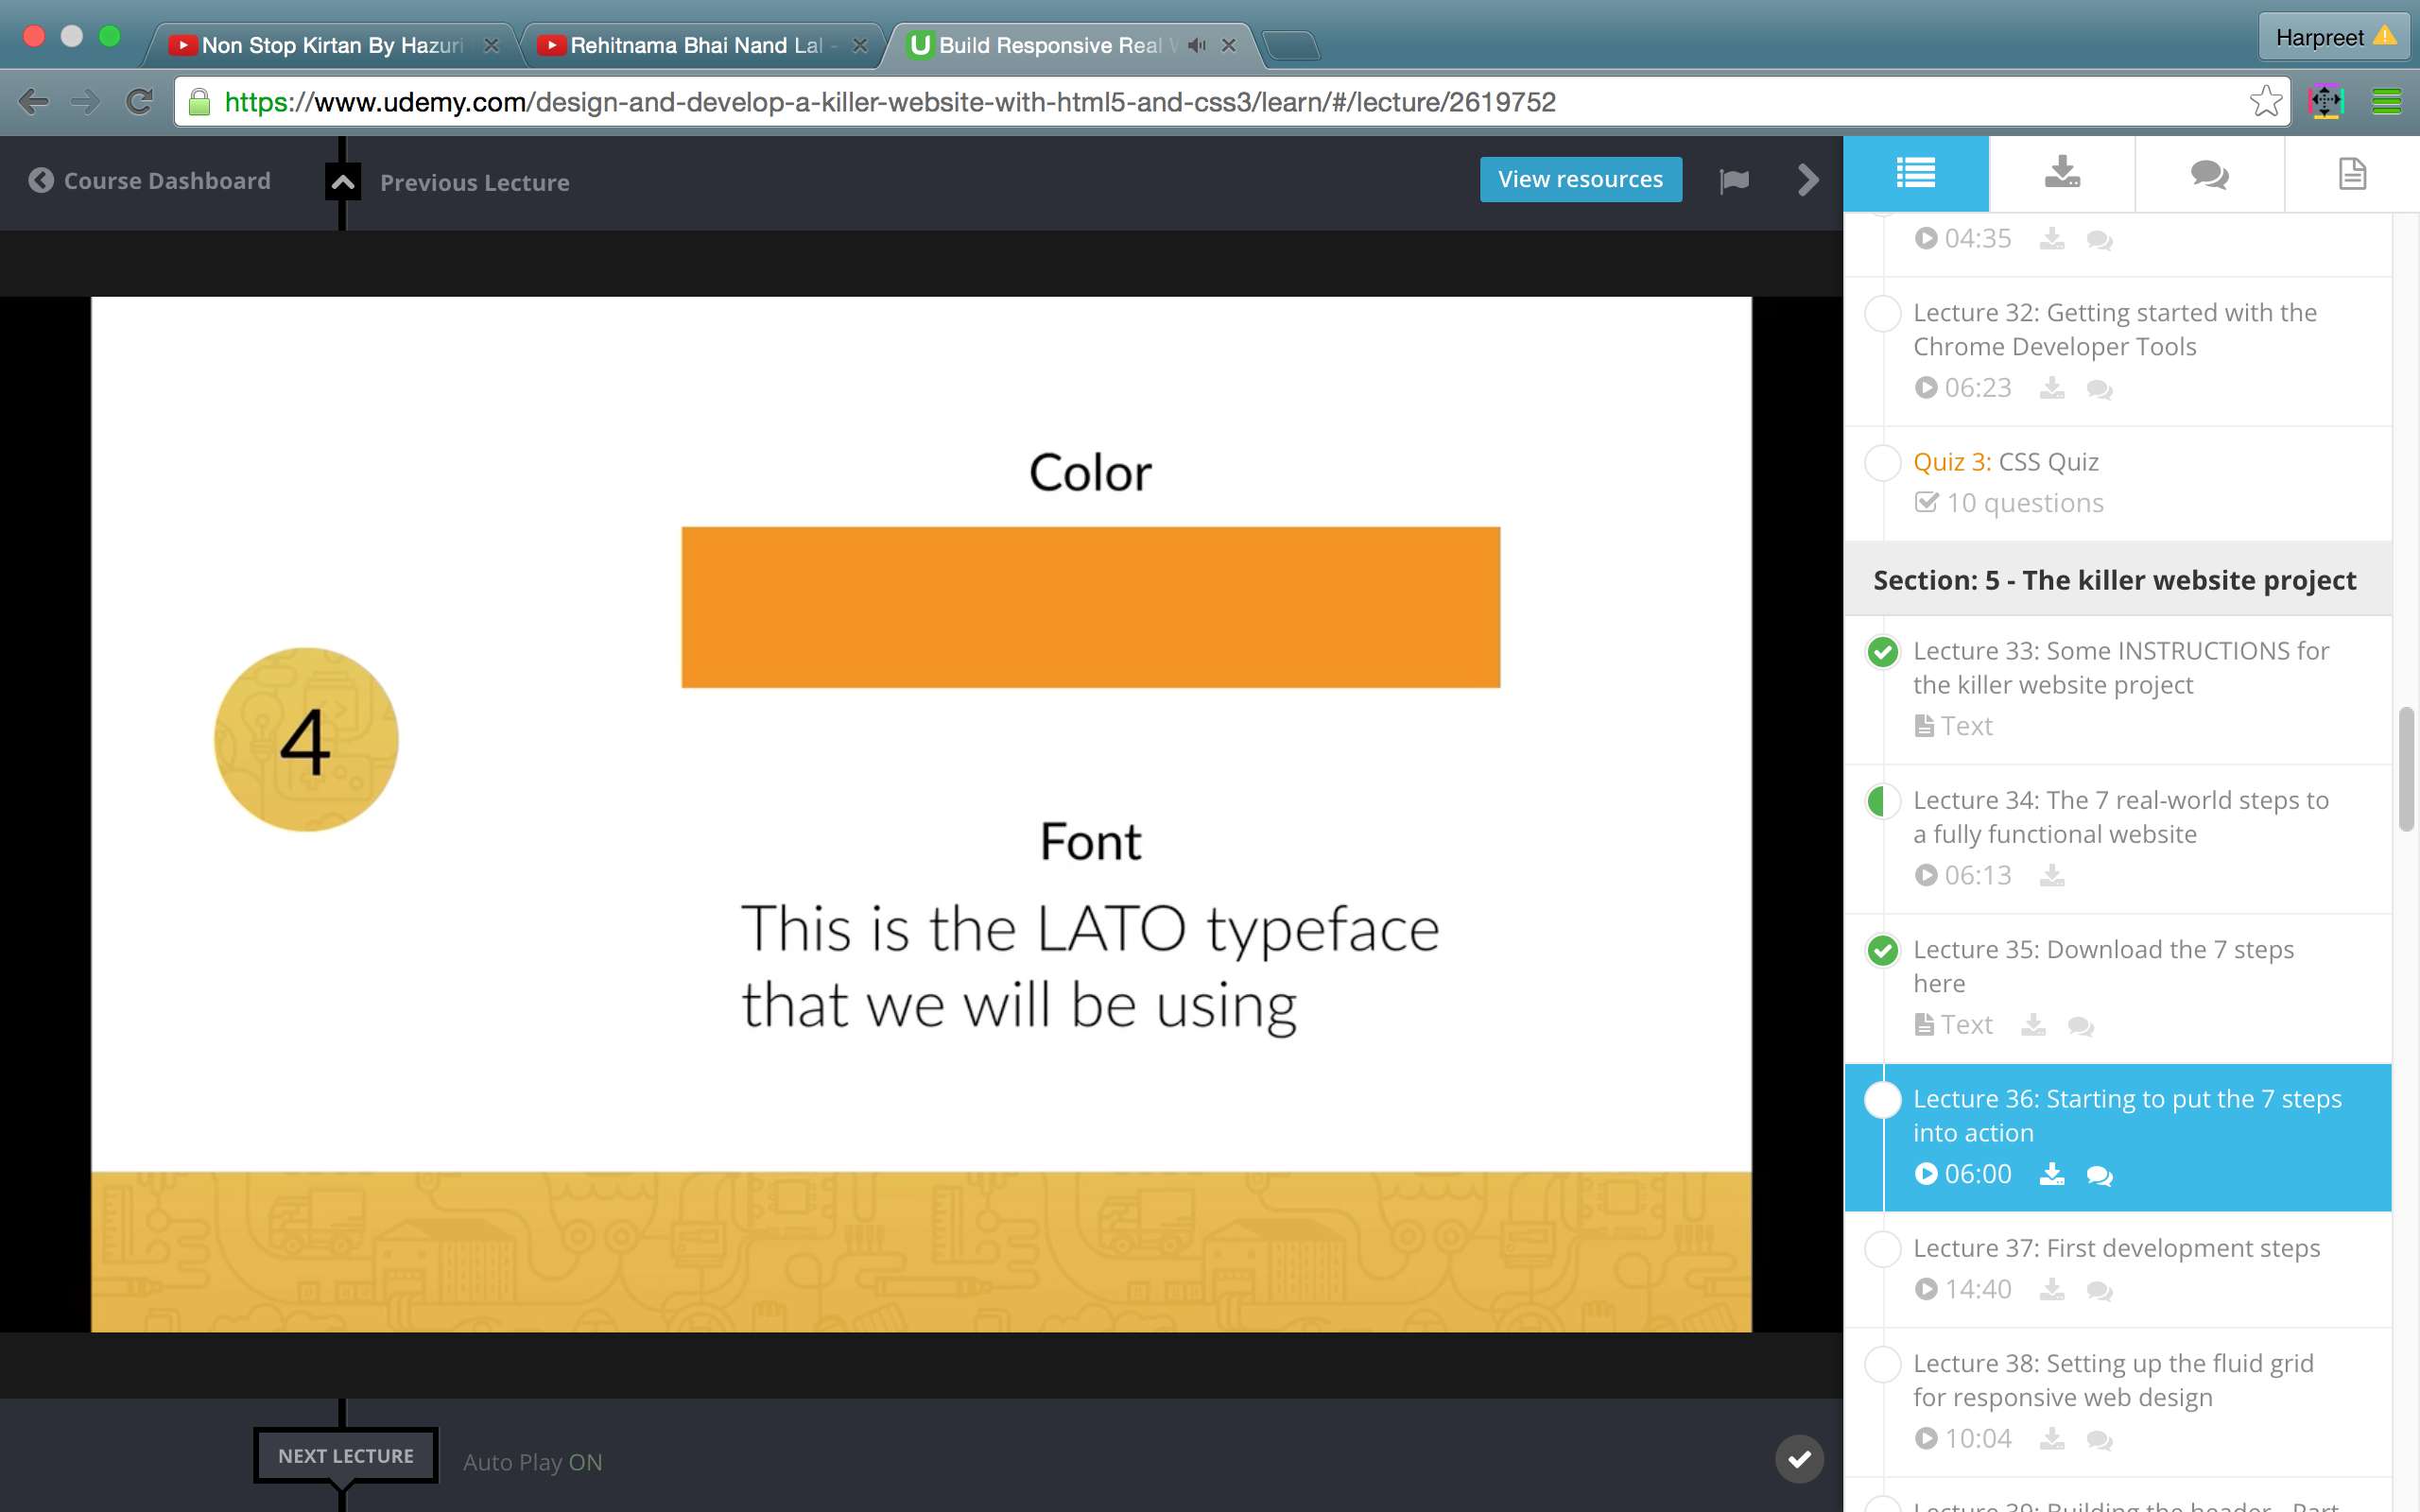 Non Stop Kirtan By Hazuri
Rehitnama Bhai Nand Lal -
Build Responsive Real W
Harpreet
https://www.udemy.com/design-and-develop-a-killer-website-with-html5-and-css3/learn/#/lecture/2619752
Course Dashboard
Previous Lecture
View resources
Color
4
Font
This is the LATO typeface
that we will be using
NEXT LECTURE
Auto Play ON
04:35
Lecture 32: Getting started with the
Chrome Developer Tools
06:23
Quiz 3: CSS Quiz
10 questions
Section: 5 - The killer website project
Lecture 33: Some INSTRUCTIONS for
the killer website project
Text
Lecture 34: The 7 real-world steps to
a fully functional website
06:13
Lecture 35: Download the 7 steps
here
Text
Lecture 36: Starting to put the 7 steps
into action
06:00
Lecture 37: First development steps
14:40
Lecture 38: Setting up the fluid grid
for responsive web design
10:04
Lecture 39: Building the header - Part